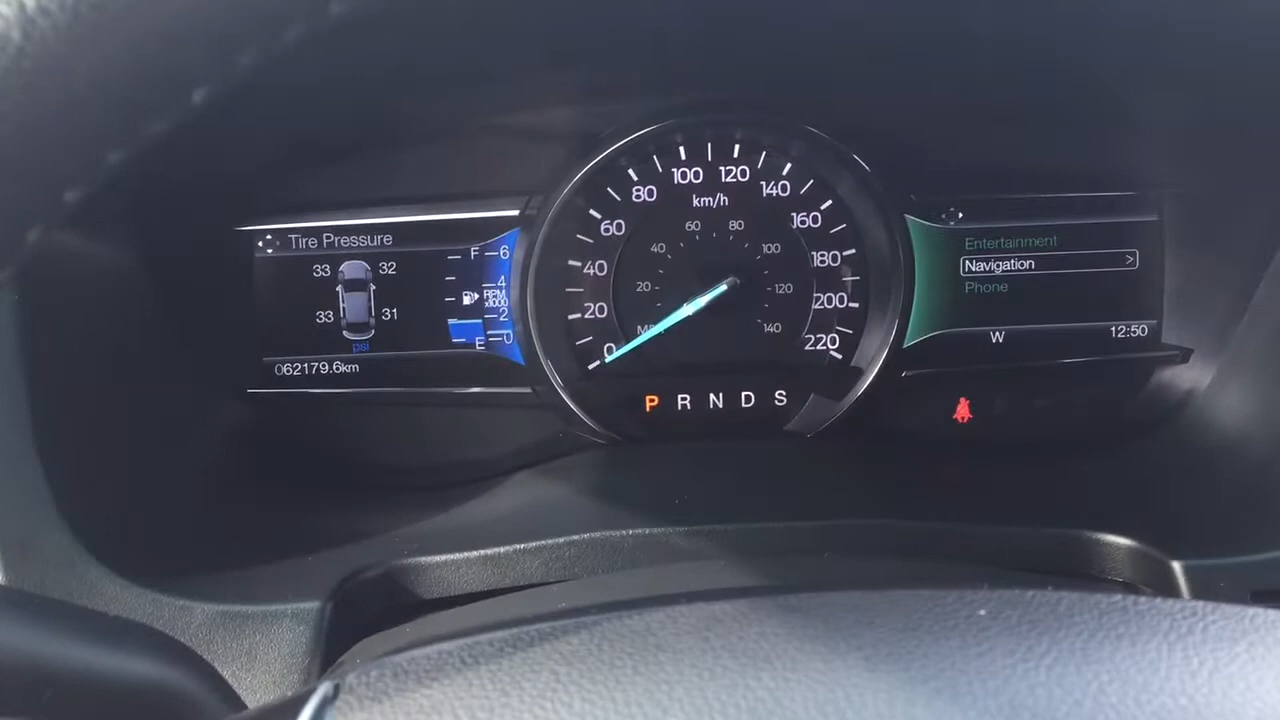 Tire Pressure
33 32
33 31
psi
062179.6km
F 6
4
RPM
x1000
2
E 0
0 20 40 60 80 100 120 140 160 180 200 220
km/h
20 40 60 80 100 120 140
MPH
P R N D S
Entertainment
Navigation >
Phone
W 12:50